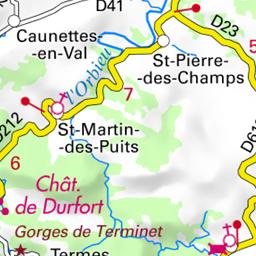 D41
Caunettes-
-en-Val
l'Orbieu
D23
5
St-Pierre-
-des-Champs
7
D212
St-Martin-
-des-Puits
6
Chât.
de Durfort
Gorges de Terminet
Termes